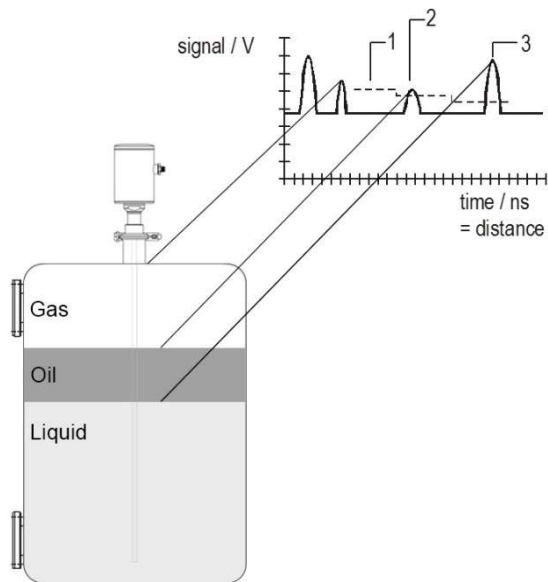 signal / V
1
2
3
time / ns
= distance
Gas
Oil
Liquid